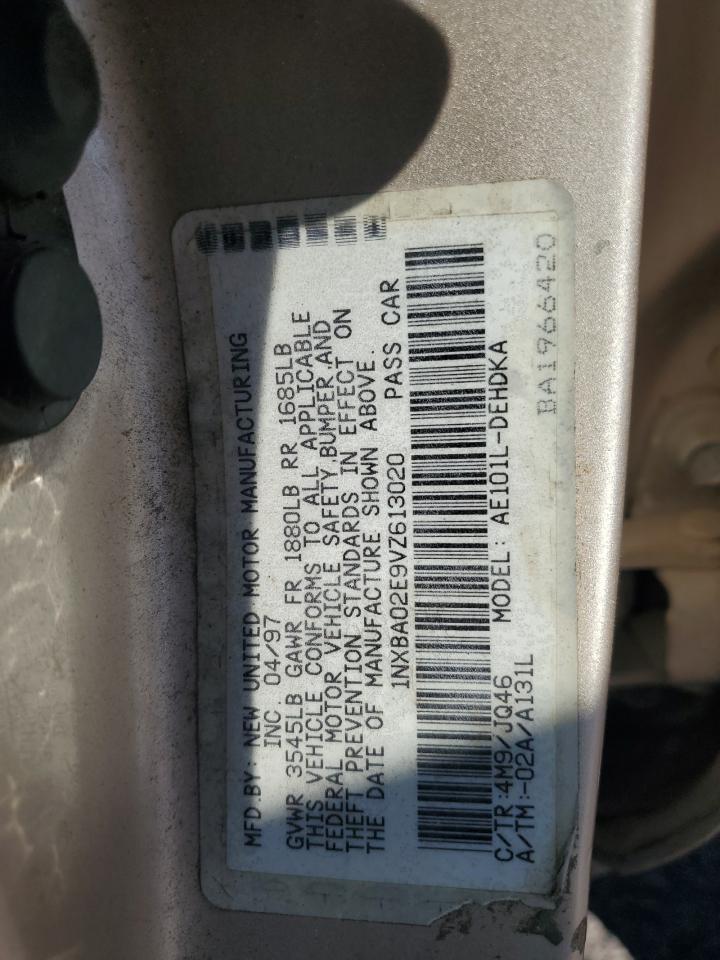 MFD.BY: NEW UNITED MOTOR MANUFACTURING
INC 04/97
GVWR 3545LB GAWR FR 1880LB RR 1685LB
THIS VEHICLE CONFORMS TO ALL APPLICABLE
FEDERAL MOTOR VEHICLE SAFETY,BUMPER,AND
THEFT PREVENTION STANDARDS IN EFFECT ON
THE DATE OF MANUFACTURE SHOWN ABOVE.
1NXBA02E9VZ613020 PASS CAR
C/TR:4M9/JQ46 MODEL: AE101L-DEHDKA
A/TM:-02A/A131L
BA1966420